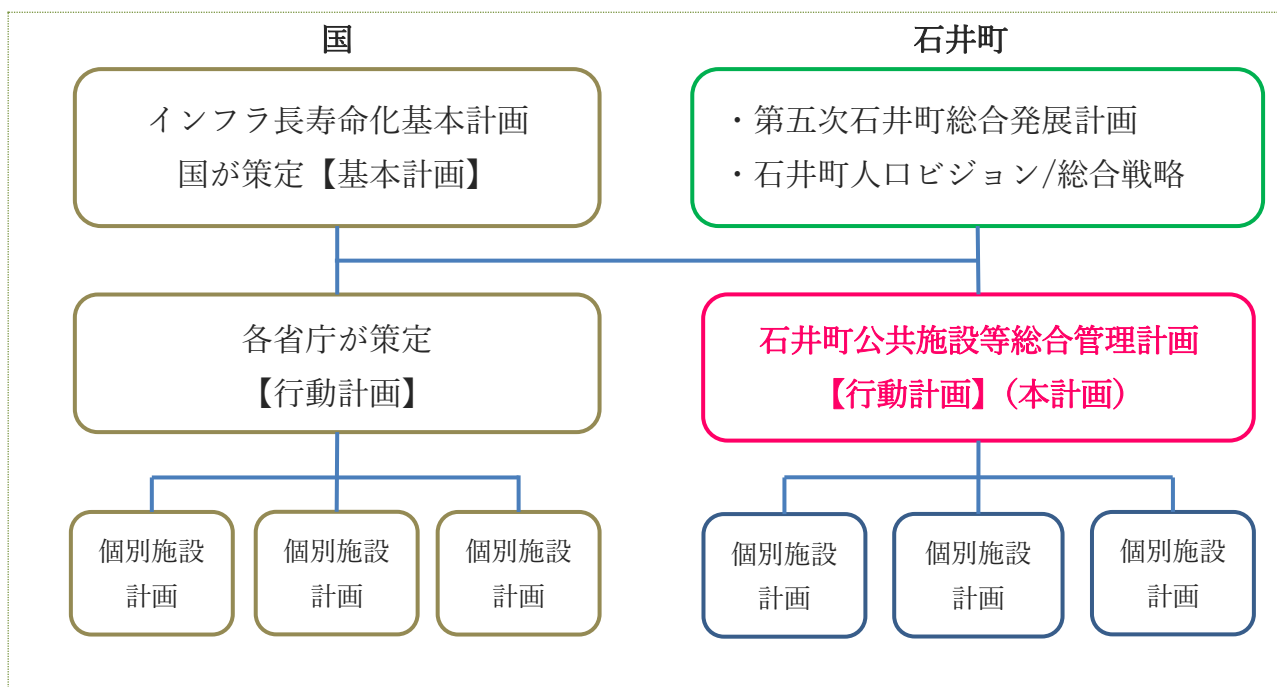 国
石井町
インフラ長寿命化基本計画
国が策定【基本計画】
・第五次石井町総合発展計画
・石井町人口ビジョン/総合戦略
各省庁が策定
【行動計画】
石井町公共施設等総合管理計画
【行動計画】(本計画)
個別施設
計画
個別施設
計画
個別施設
計画
個別施設
計画
個別施設
計画
個別施設
計画